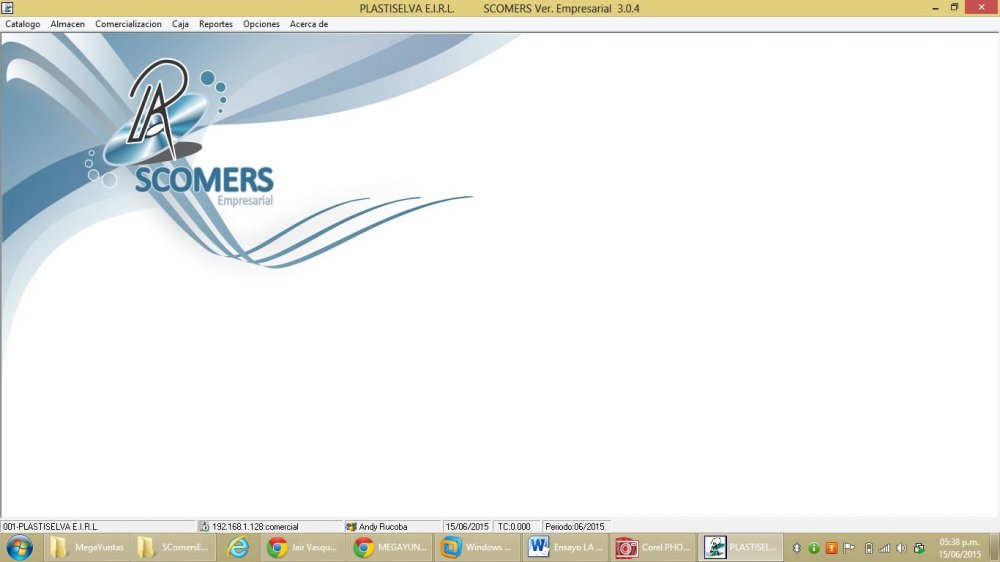 PLASTISELVA E.I.R.L. SCOMERS Ver. Empresarial 3.0.4
Catalogo Almacen Comercializacion Caja Reportes Opciones Acerca de
SCOMERS
Empresarial
001-PLASTISELVA E.I.R.L. 192.168.1.128:comercial Andy Rucoba 15/06/2015 TC:0.000 Periodo:06/2015
MegaYuntas SComersE... Jair Vasqu... MEGAYUN... Windows ... Ensayo LA ... Corel PHO... PLASTISEL... 05:38 p.m.
15/06/2015